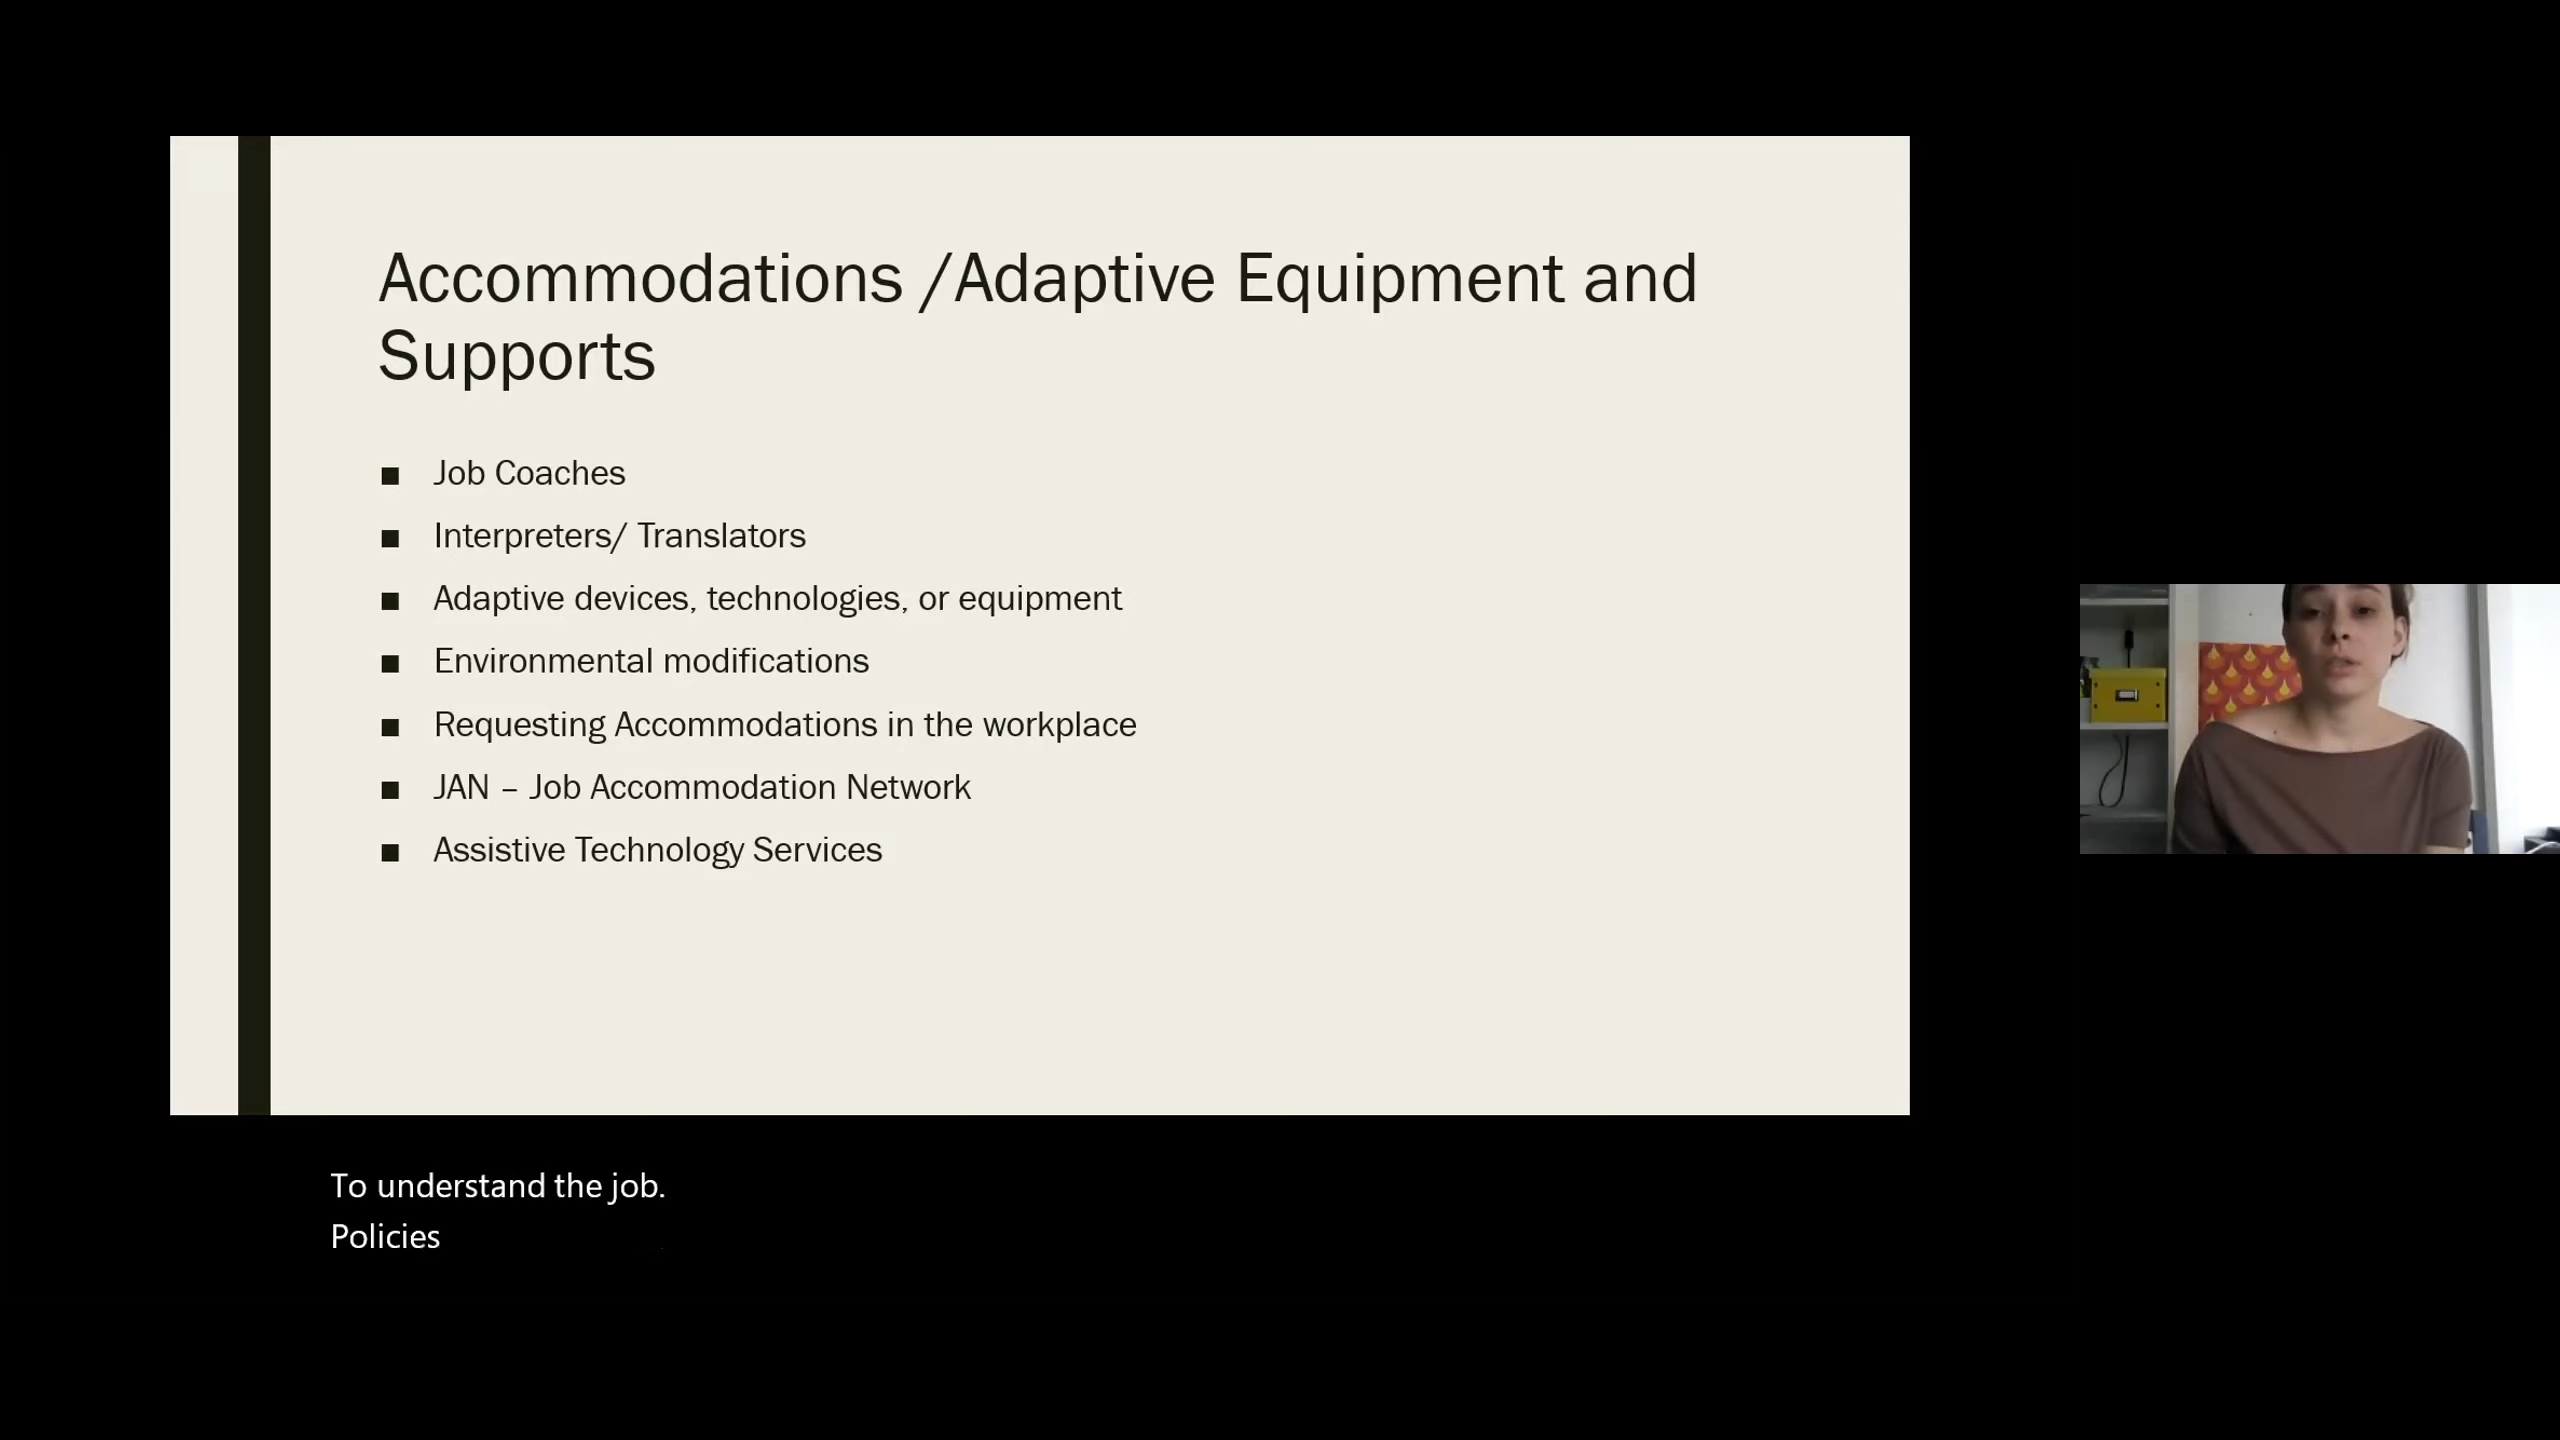 Accommodations /Adaptive Equipment and
Supports
■ Job Coaches
■ Interpreters/ Translators
■ Adaptive devices, technologies, or equipment
■ Environmental modifications
■ Requesting Accommodations in the workplace
■ JAN – Job Accommodation Network
■ Assistive Technology Services
To understand the job.
Policies